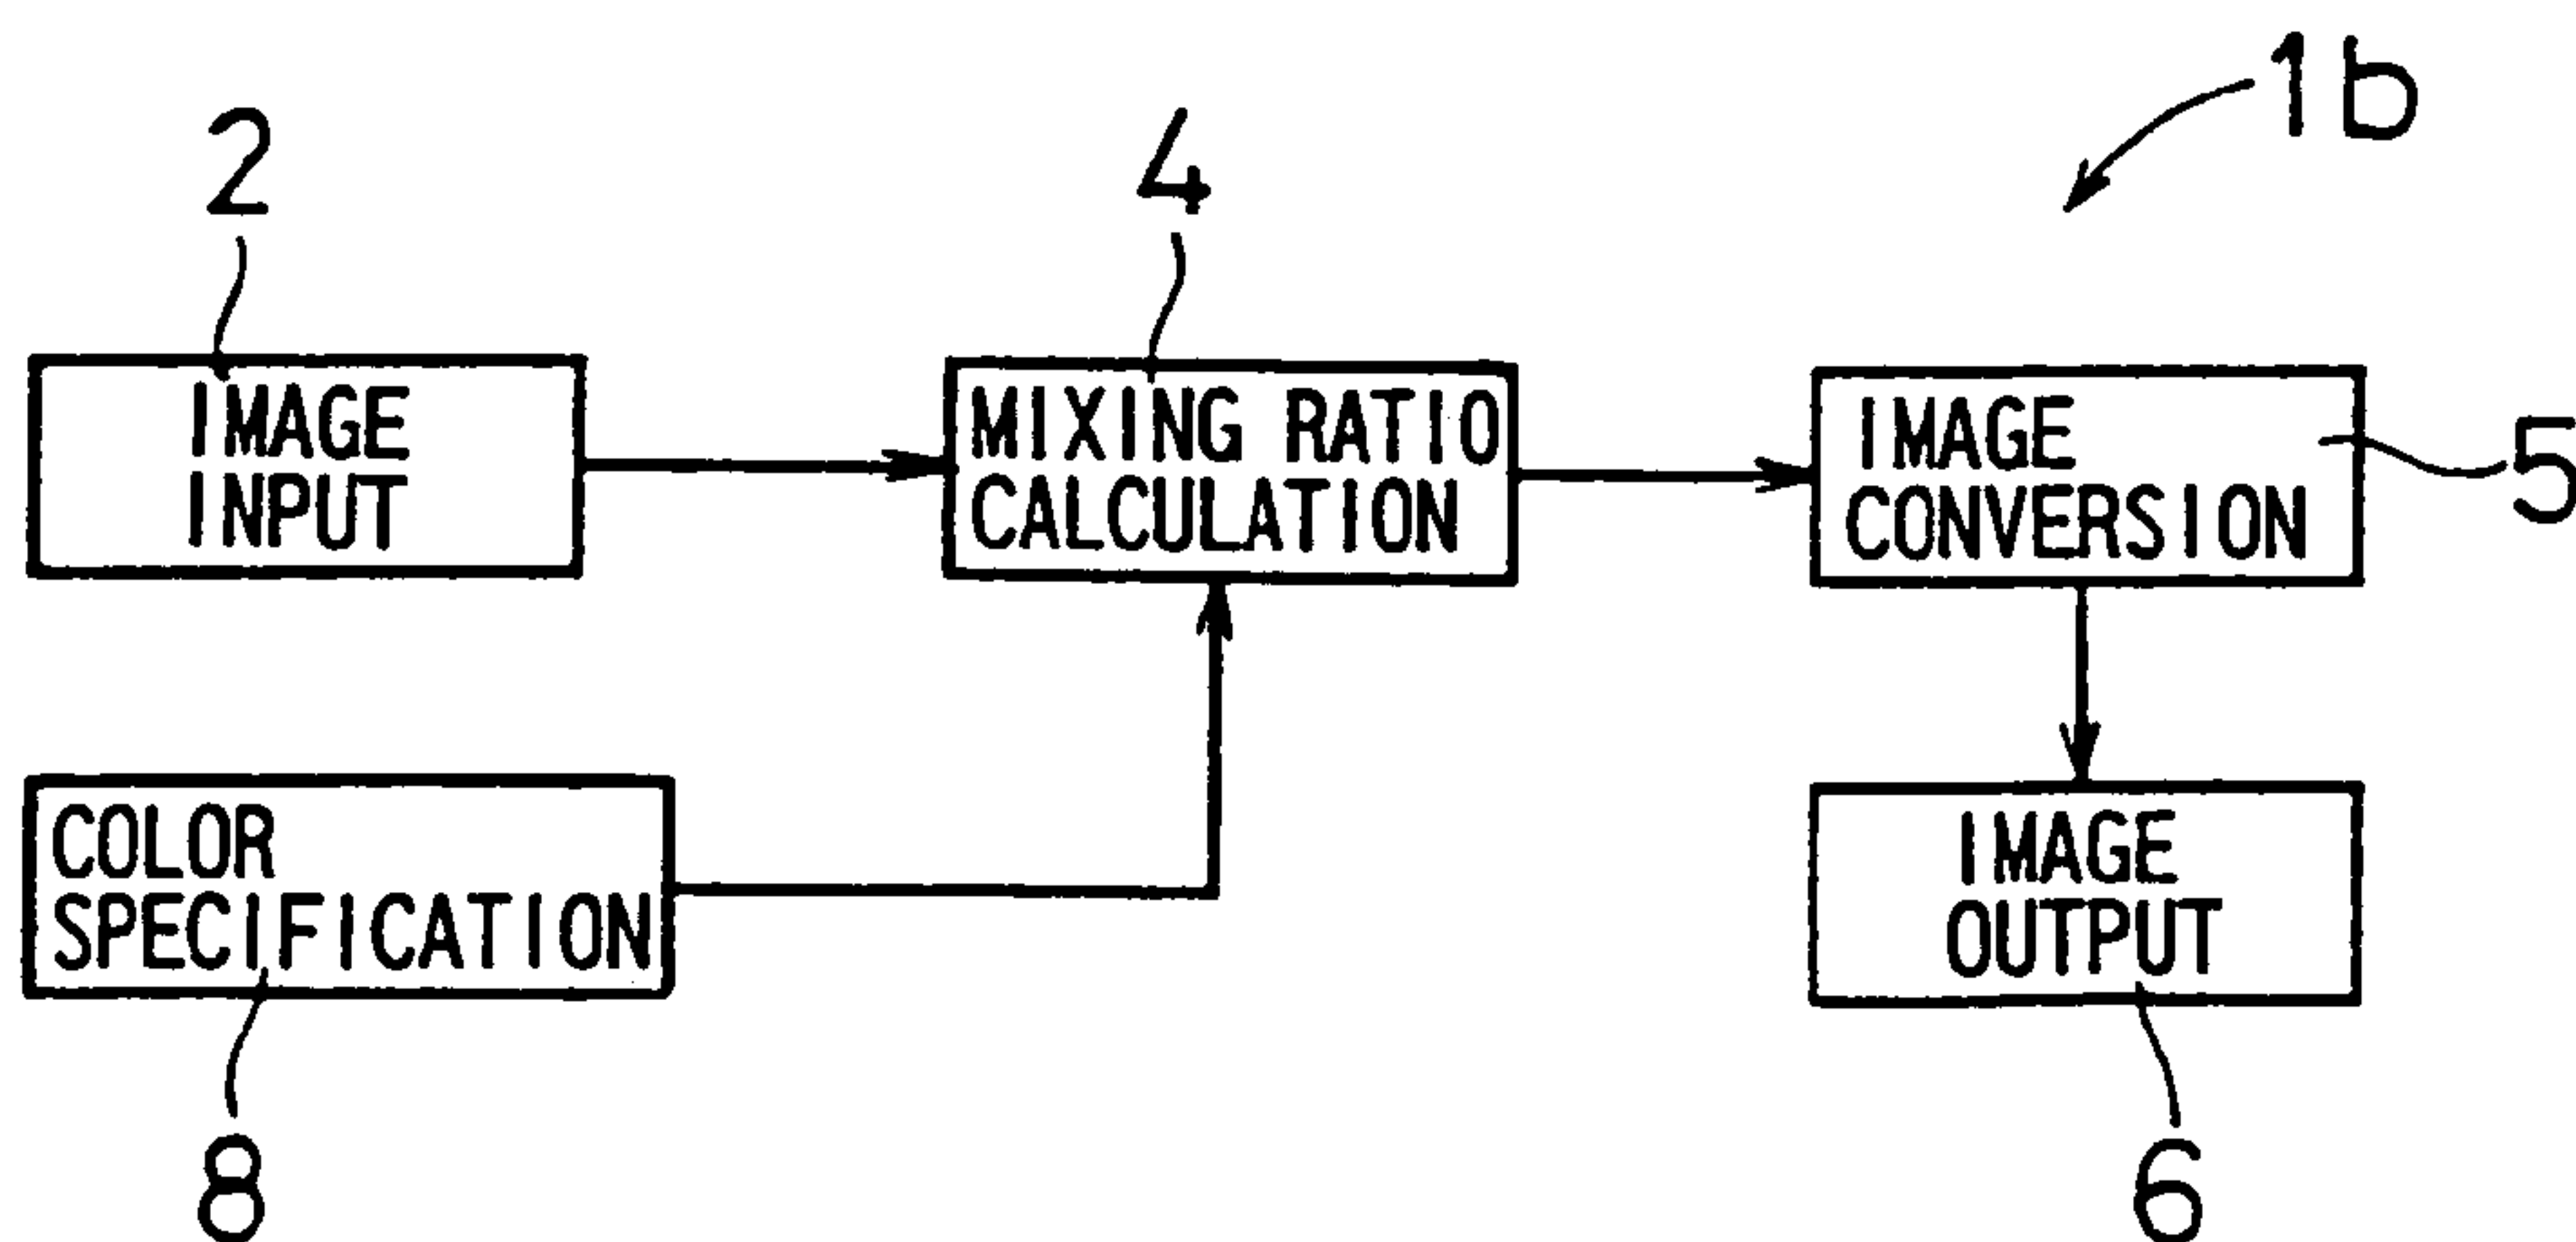 1b
2
4
IMAGE
INPUT
MIXING RATIO
CALCULATION
IMAGE
CONVERSION
5
COLOR
SPECIFICATION
IMAGE
OUTPUT
8
6